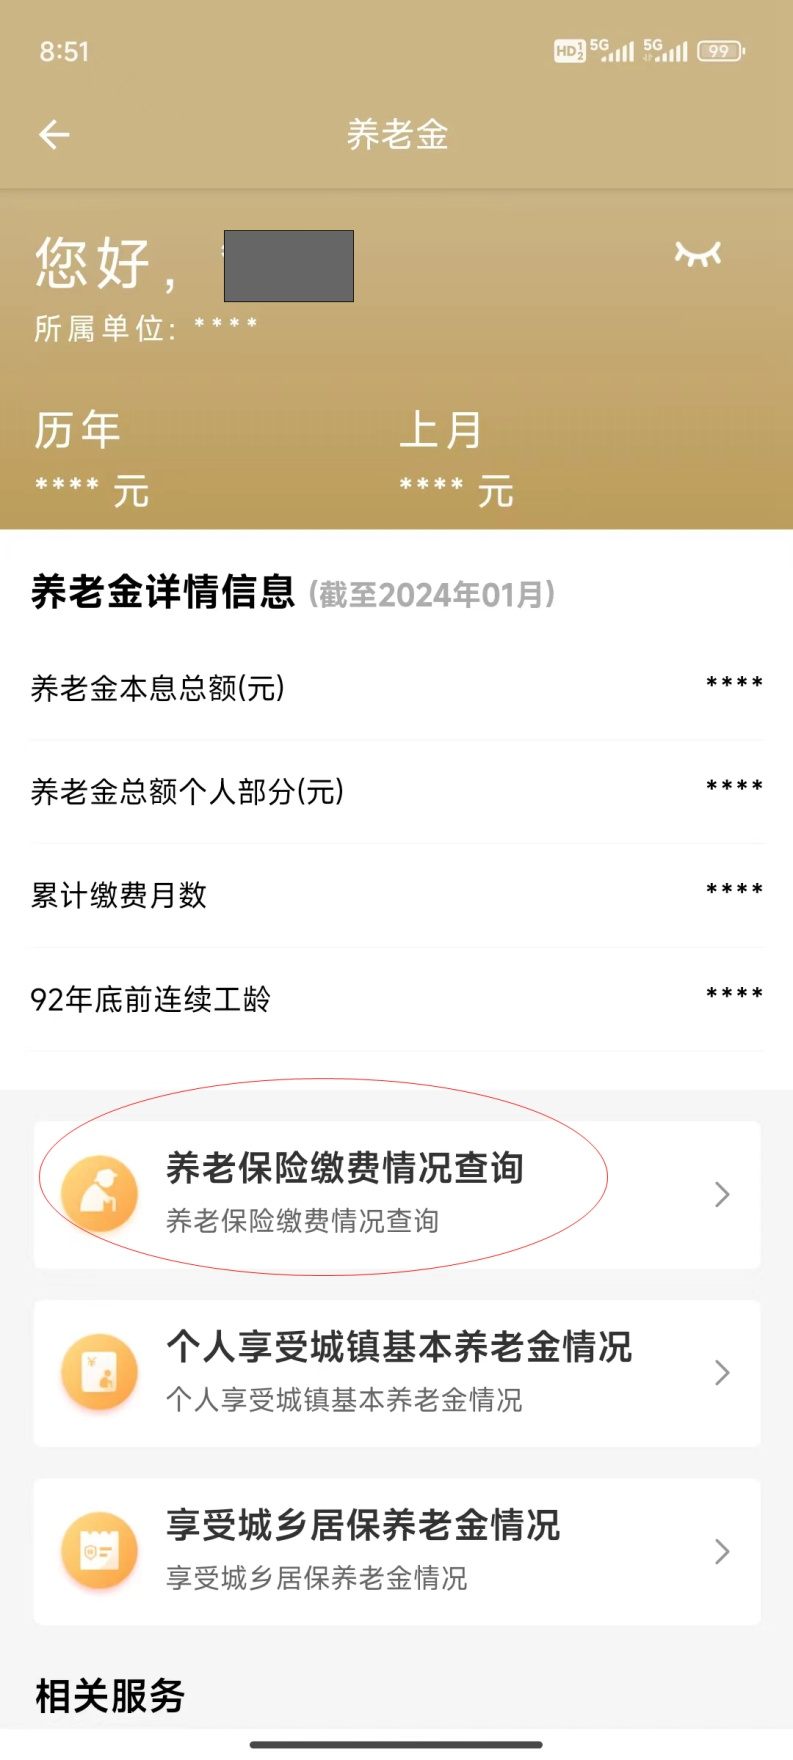 8:51
HD 1 2 5G 5G 99
养老金
您好，
所属单位: ****
历年 上月
**** 元 **** 元
养老金详情信息 (截至2024年01月)
养老金本息总额(元) ****
养老金总额个人部分(元) ****
累计缴费月数 ****
92年底前连续工龄 ****
养老保险缴费情况查询
养老保险缴费情况查询
个人享受城镇基本养老金情况
个人享受城镇基本养老金情况
享受城乡居保养老金情况
享受城乡居保养老金情况
相关服务